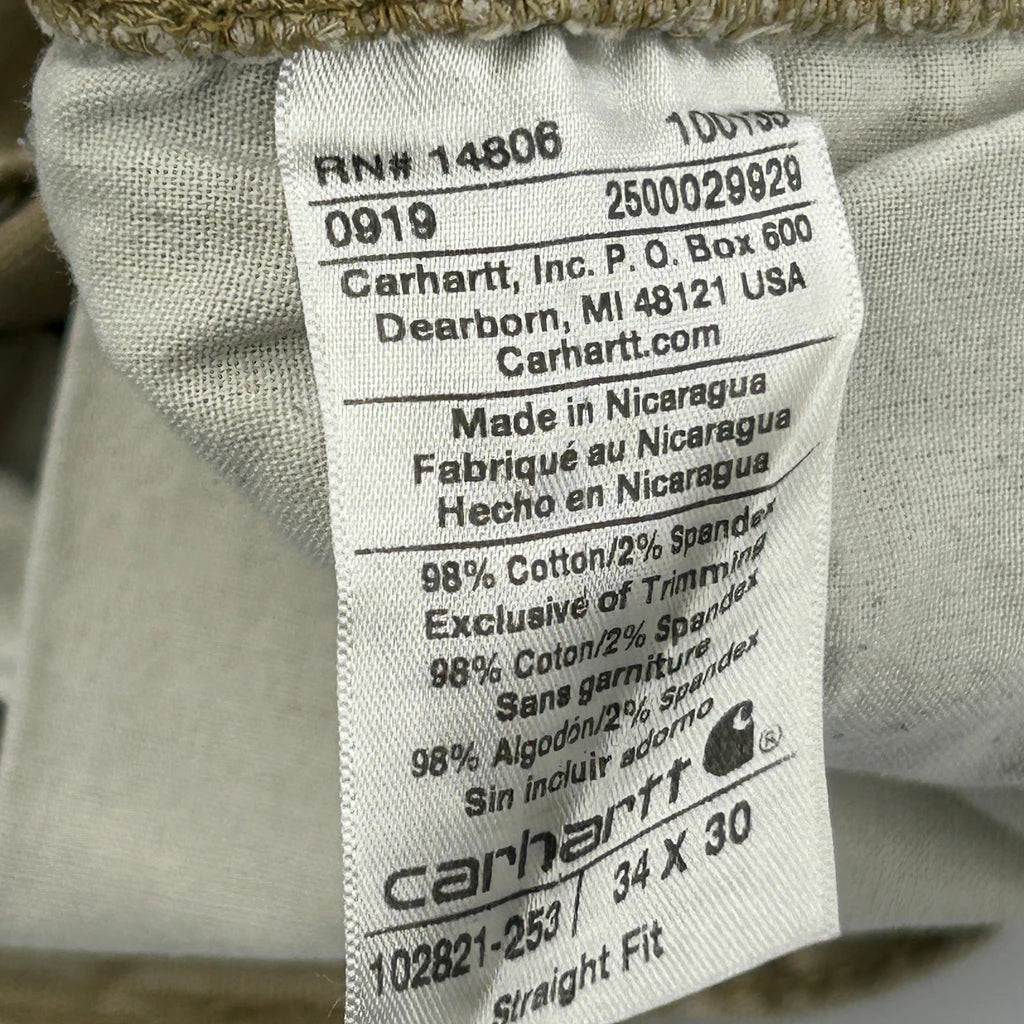 RN# 14806
0919 2500029929
Carhartt, Inc. P. O. Box 600
Dearborn, MI 48121 USA
Carhartt.com
Made in Nicaragua
Fabriqué au Nicaragua
Hecho en Nicaragua
98% Cotton/2% Spandex
Exclusive of Trimming
98% Coton/2% Spandex
Sans garniture
98% Algodón/2% Spandex
Sin incluir adorno
carhartt ®
102821-253 / 34 X 30
Straight Fit